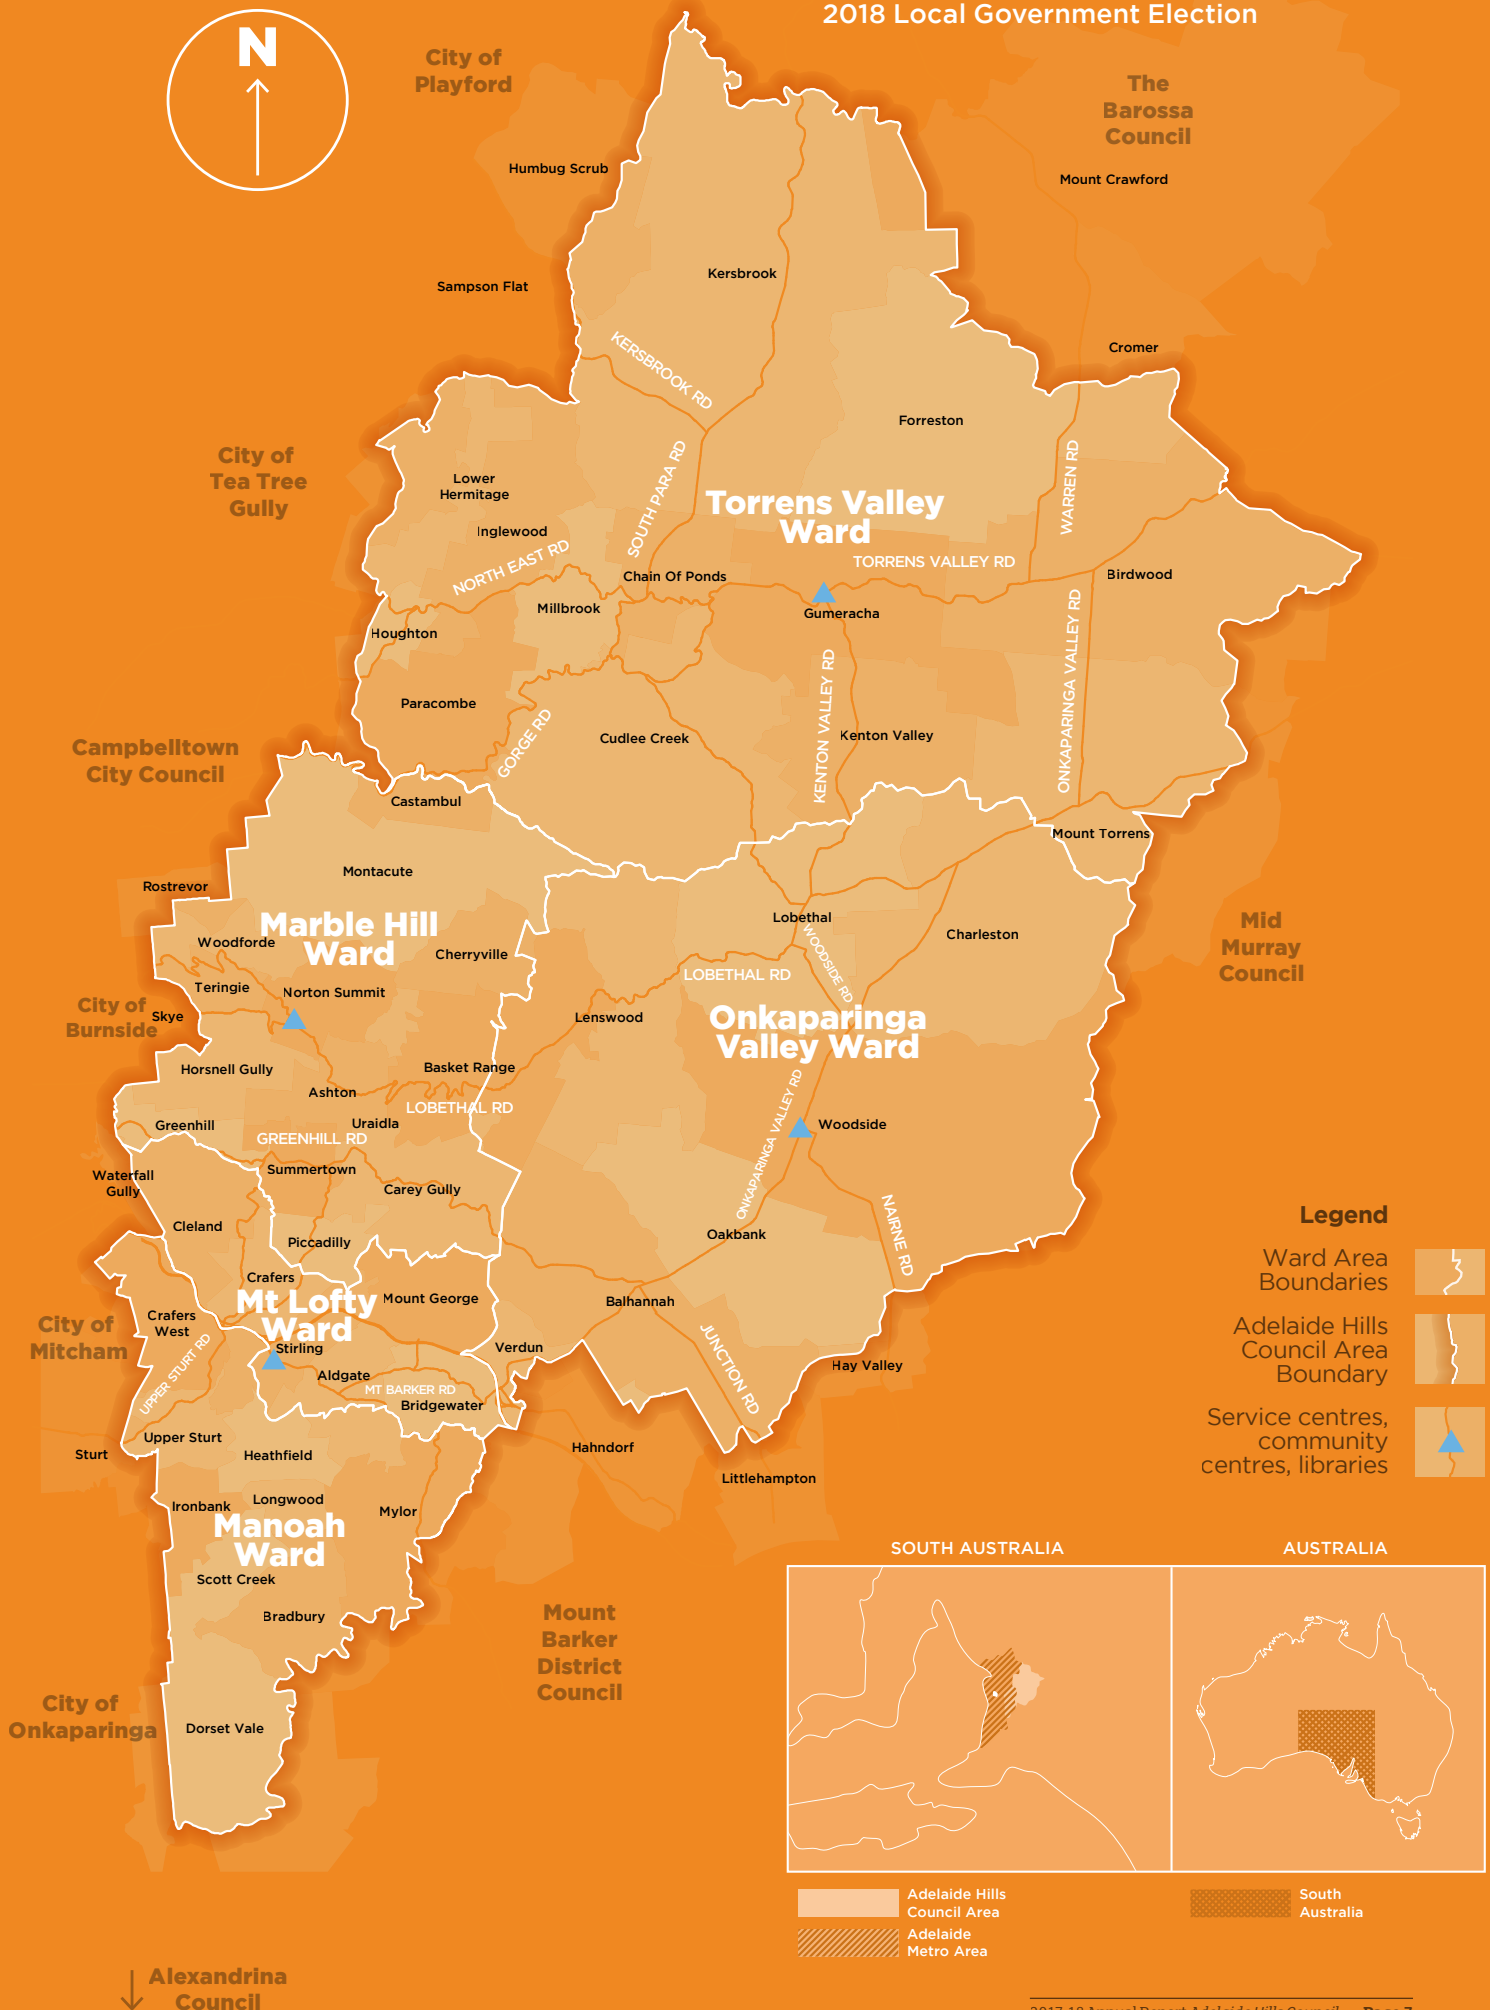 2018 Local Government Election
N
City of
Playford
The
Barossa
Council
Humbug Scrub
Mount Crawford
Kersbrook
Sampson Flat
KERSBROOK RD
Cromer
Forreston
City of
Tea Tree
Gully
Lower
Hermitage
SOUTH PARA RD
WARREN RD
Torrens Valley
Ward
Inglewood
NORTH EAST RD
TORRENS VALLEY RD
Chain Of Ponds
Birdwood
Millbrook
Gumeracha
Houghton
KENTON VALLEY RD
ONKAPARINGA VALLEY RD
Paracombe
GORGE RD
Cudlee Creek
Kenton Valley
Campbelltown
City Council
Castambul
Mount Torrens
Montacute
Rostrevor
Marble Hill
Ward
Lobethal
WOODSIDE RD
Charleston
Mid
Murray
Council
Woodforde
Cherryville
LOBETHAL RD
Teringie
Norton Summit
City of
Burnside
Skye
Lenswood
Onkaparinga
Valley Ward
Horsnell Gully
Basket Range
Ashton
LOBETHAL RD
ONKAPARINGA VALLEY RD
Woodside
Uraidla
Greenhill
GREENHILL RD
Summertown
Waterfall
Gully
Carey Gully
Cleland
NAIRNE RD
Oakbank
Piccadilly
Crafers
Mt Lofty
Ward
Mount George
Balhannah
Crafers
West
City of
Mitcham
UPPER STURT RD
Stirling
Verdun
JUNCTION RD
Hay Valley
Aldgate
MT BARKER RD
Bridgewater
Upper Sturt
Sturt
Heathfield
Hahndorf
Littlehampton
Ironbank
Longwood
Mylor
Manoah
Ward
Scott Creek
Bradbury
Mount
Barker
District
Council
City of
Onkaparinga
Dorset Vale
Legend
Ward Area
Boundaries
Adelaide Hills
Council Area
Boundary
Service centres,
community
centres, libraries
SOUTH AUSTRALIA
AUSTRALIA
Adelaide Hills
Council Area
South
Australia
Adelaide
Metro Area
Alexandrina
Council
2017-18 Annual Report Adelaide Hills Council Page 7